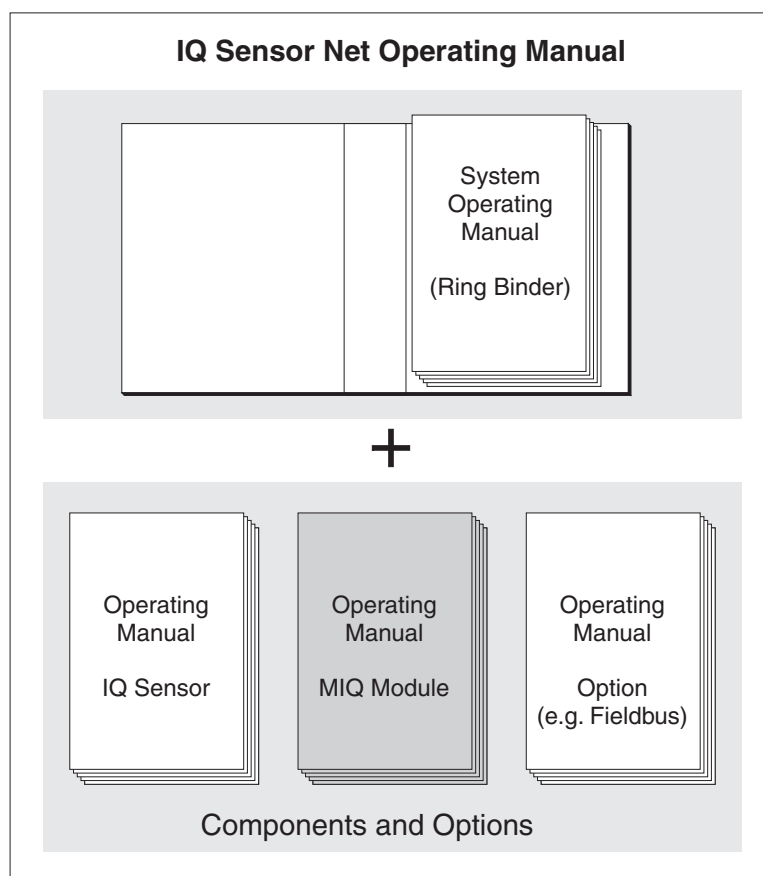 IQ Sensor Net Operating Manual
System
Operating
Manual
(Ring Binder)
+
Operating
Manual
IQ Sensor
Operating
Manual
MIQ Module
Operating
Manual
Option
(e.g. Fieldbus)
Components and Options